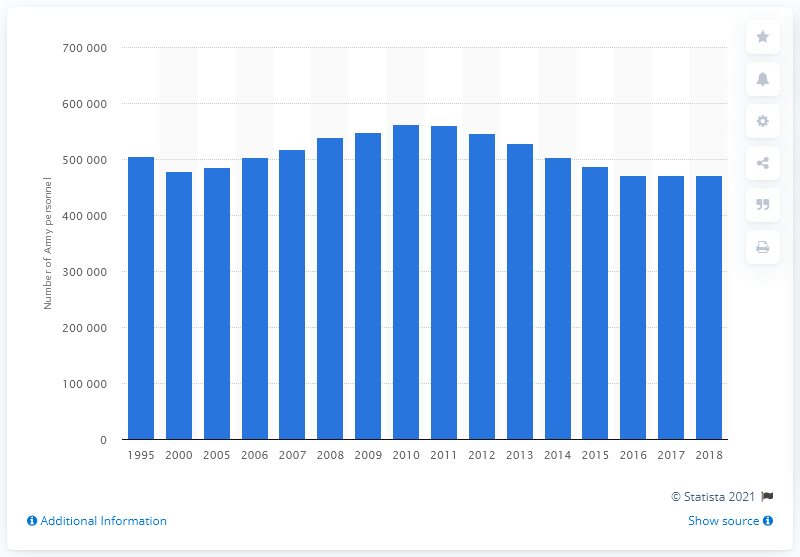 700 000
600 000
500 000
400 000
300 000
200 000
100 000
0
Number of Army personnel
1995 2000 2005 2006 2007 2008 2009 2010 2011 2012 2013 2014 2015 2016 2017 2018
© Statista 2021
Additional Information
Show source